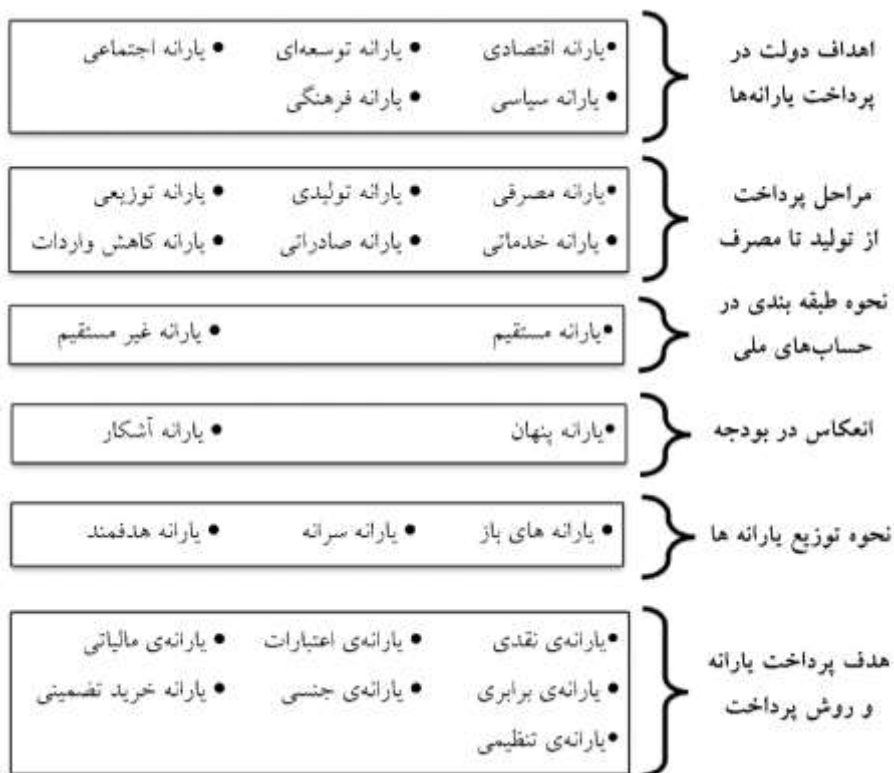 اهداف دولت در
پرداخت یارانه‌ها
•یارانه اقتصادی • یارانه توسعه‌ای • یارانه اجتماعی
• یارانه سیاسی • یارانه فرهنگی
مراحل پرداخت
از تولید تا مصرف
•یارانه مصرفی • یارانه تولیدی • یارانه توزیعی
• یارانه خدماتی • یارانه صادراتی • یارانه کاهش واردات
نحوه طبقه بندی در
حساب‌های ملی
•یارانه مستقیم • یارانه غیر مستقیم
انعکاس در بودجه
•یارانه پنهان • یارانه آشکار
نحوه توزیع یارانه ها
• یارانه های باز • یارانه سرانه • یارانه هدفمند
هدف پرداخت یارانه
و روش پرداخت
•یارانه‌ی نقدی • یارانه‌ی اعتبارات • یارانه‌ی مالیاتی
• یارانه‌ی برابری • یارانه‌ی جنسی • یارانه خرید تضمینی
•یارانه‌ی تنظیمی